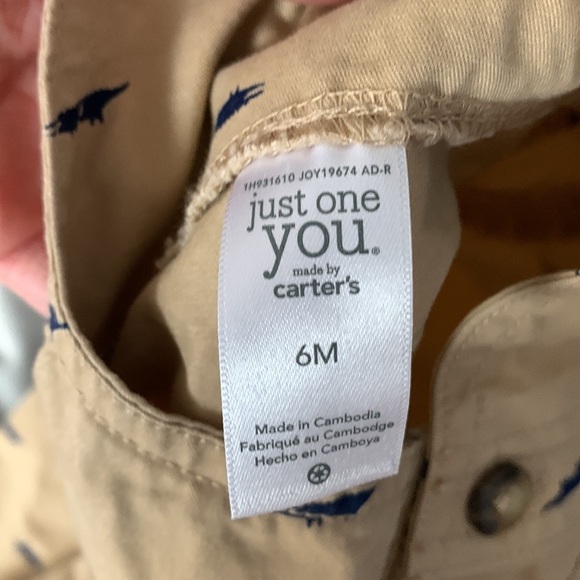 1H931610 JOY19674 AD-R
just one
you®
made by
carter's
6M
Made in Cambodia
Fabriqué au Cambodge
Hecho en Camboya